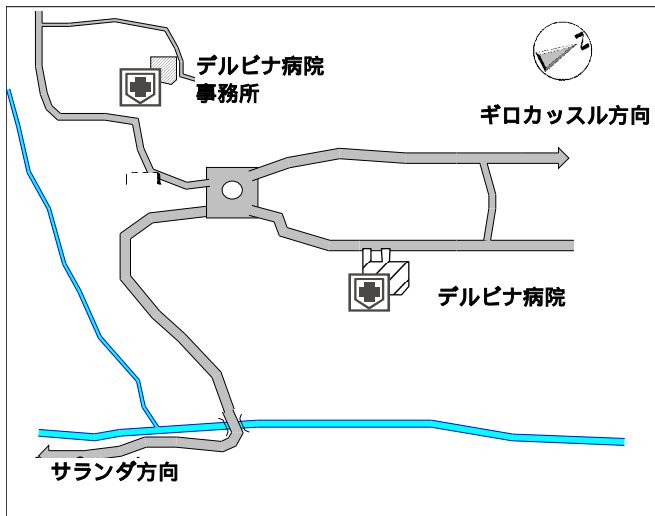 デルビナ病院
事務所
N
ギロカッスル方向
デルビナ病院
サランダ方向